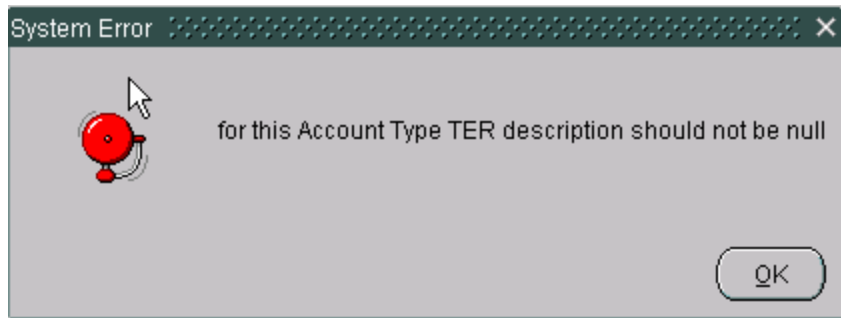 System Error
for this Account Type TER description should not be null
OK